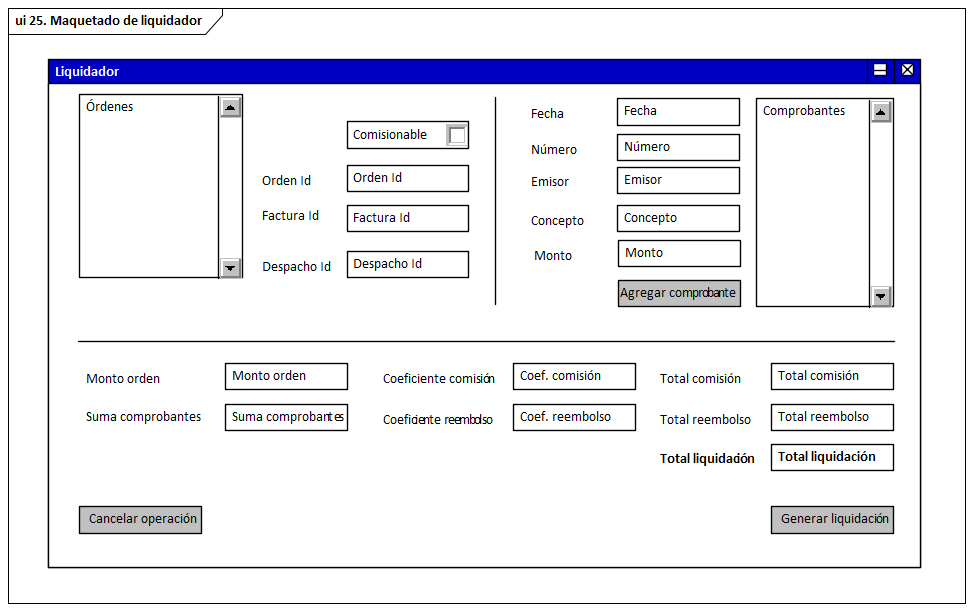 ui 25. Maquetado de liquidador
Liquidador
Órdenes
Comisionable
Orden Id
Orden Id
Factura Id
Factura Id
Despacho Id
Despacho Id
Fecha
Fecha
Número
Número
Emisor
Emisor
Concepto
Concepto
Monto
Monto
Agregar comprobante
Comprobantes
Monto orden
Monto orden
Coeficiente comisión
Coef. comisión
Total comisión
Total comisión
Suma comprobantes
Suma comprobantes
Coeficiente reembolso
Coef. reembolso
Total reembolso
Total reembolso
Total liquidación
Total liquidación
Cancelar operación
Generar liquidación